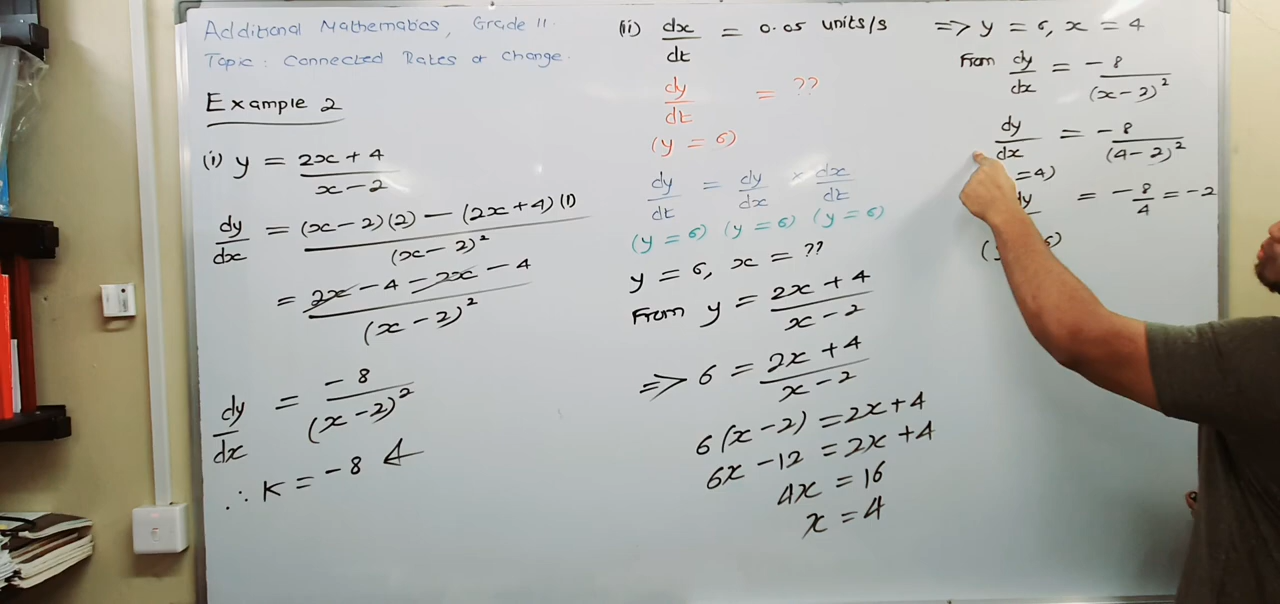 Additional Mathematics, Grade 11.
Topic: Connected Rates of Change.
Example 2
(i) y = 2x + 4 / x - 2
dy/dx = (x - 2)(2) - (2x + 4)(1) / (x - 2)²
= 2x - 4 - 2x - 4 / (x - 2)²
dy/dx = -8 / (x - 2)²
∴ K = -8
(ii) dx/dt = 0.05 units/s
dy/dt = ??
(y = 6)
dy/dt = dy/dx × dx/dt
(y = 6) (y = 6) (y = 6)
y = 6, x = ??
From y = 2x + 4 / x - 2
=> 6 = 2x + 4 / x - 2
6(x - 2) = 2x + 4
6x - 12 = 2x + 4
4x = 16
x = 4
=> y = 6, x = 4
From dy/dx = -8 / (x - 2)²
dy/dx = -8 / (4 - 2)²
= 4)
dy = -8/4 = -2